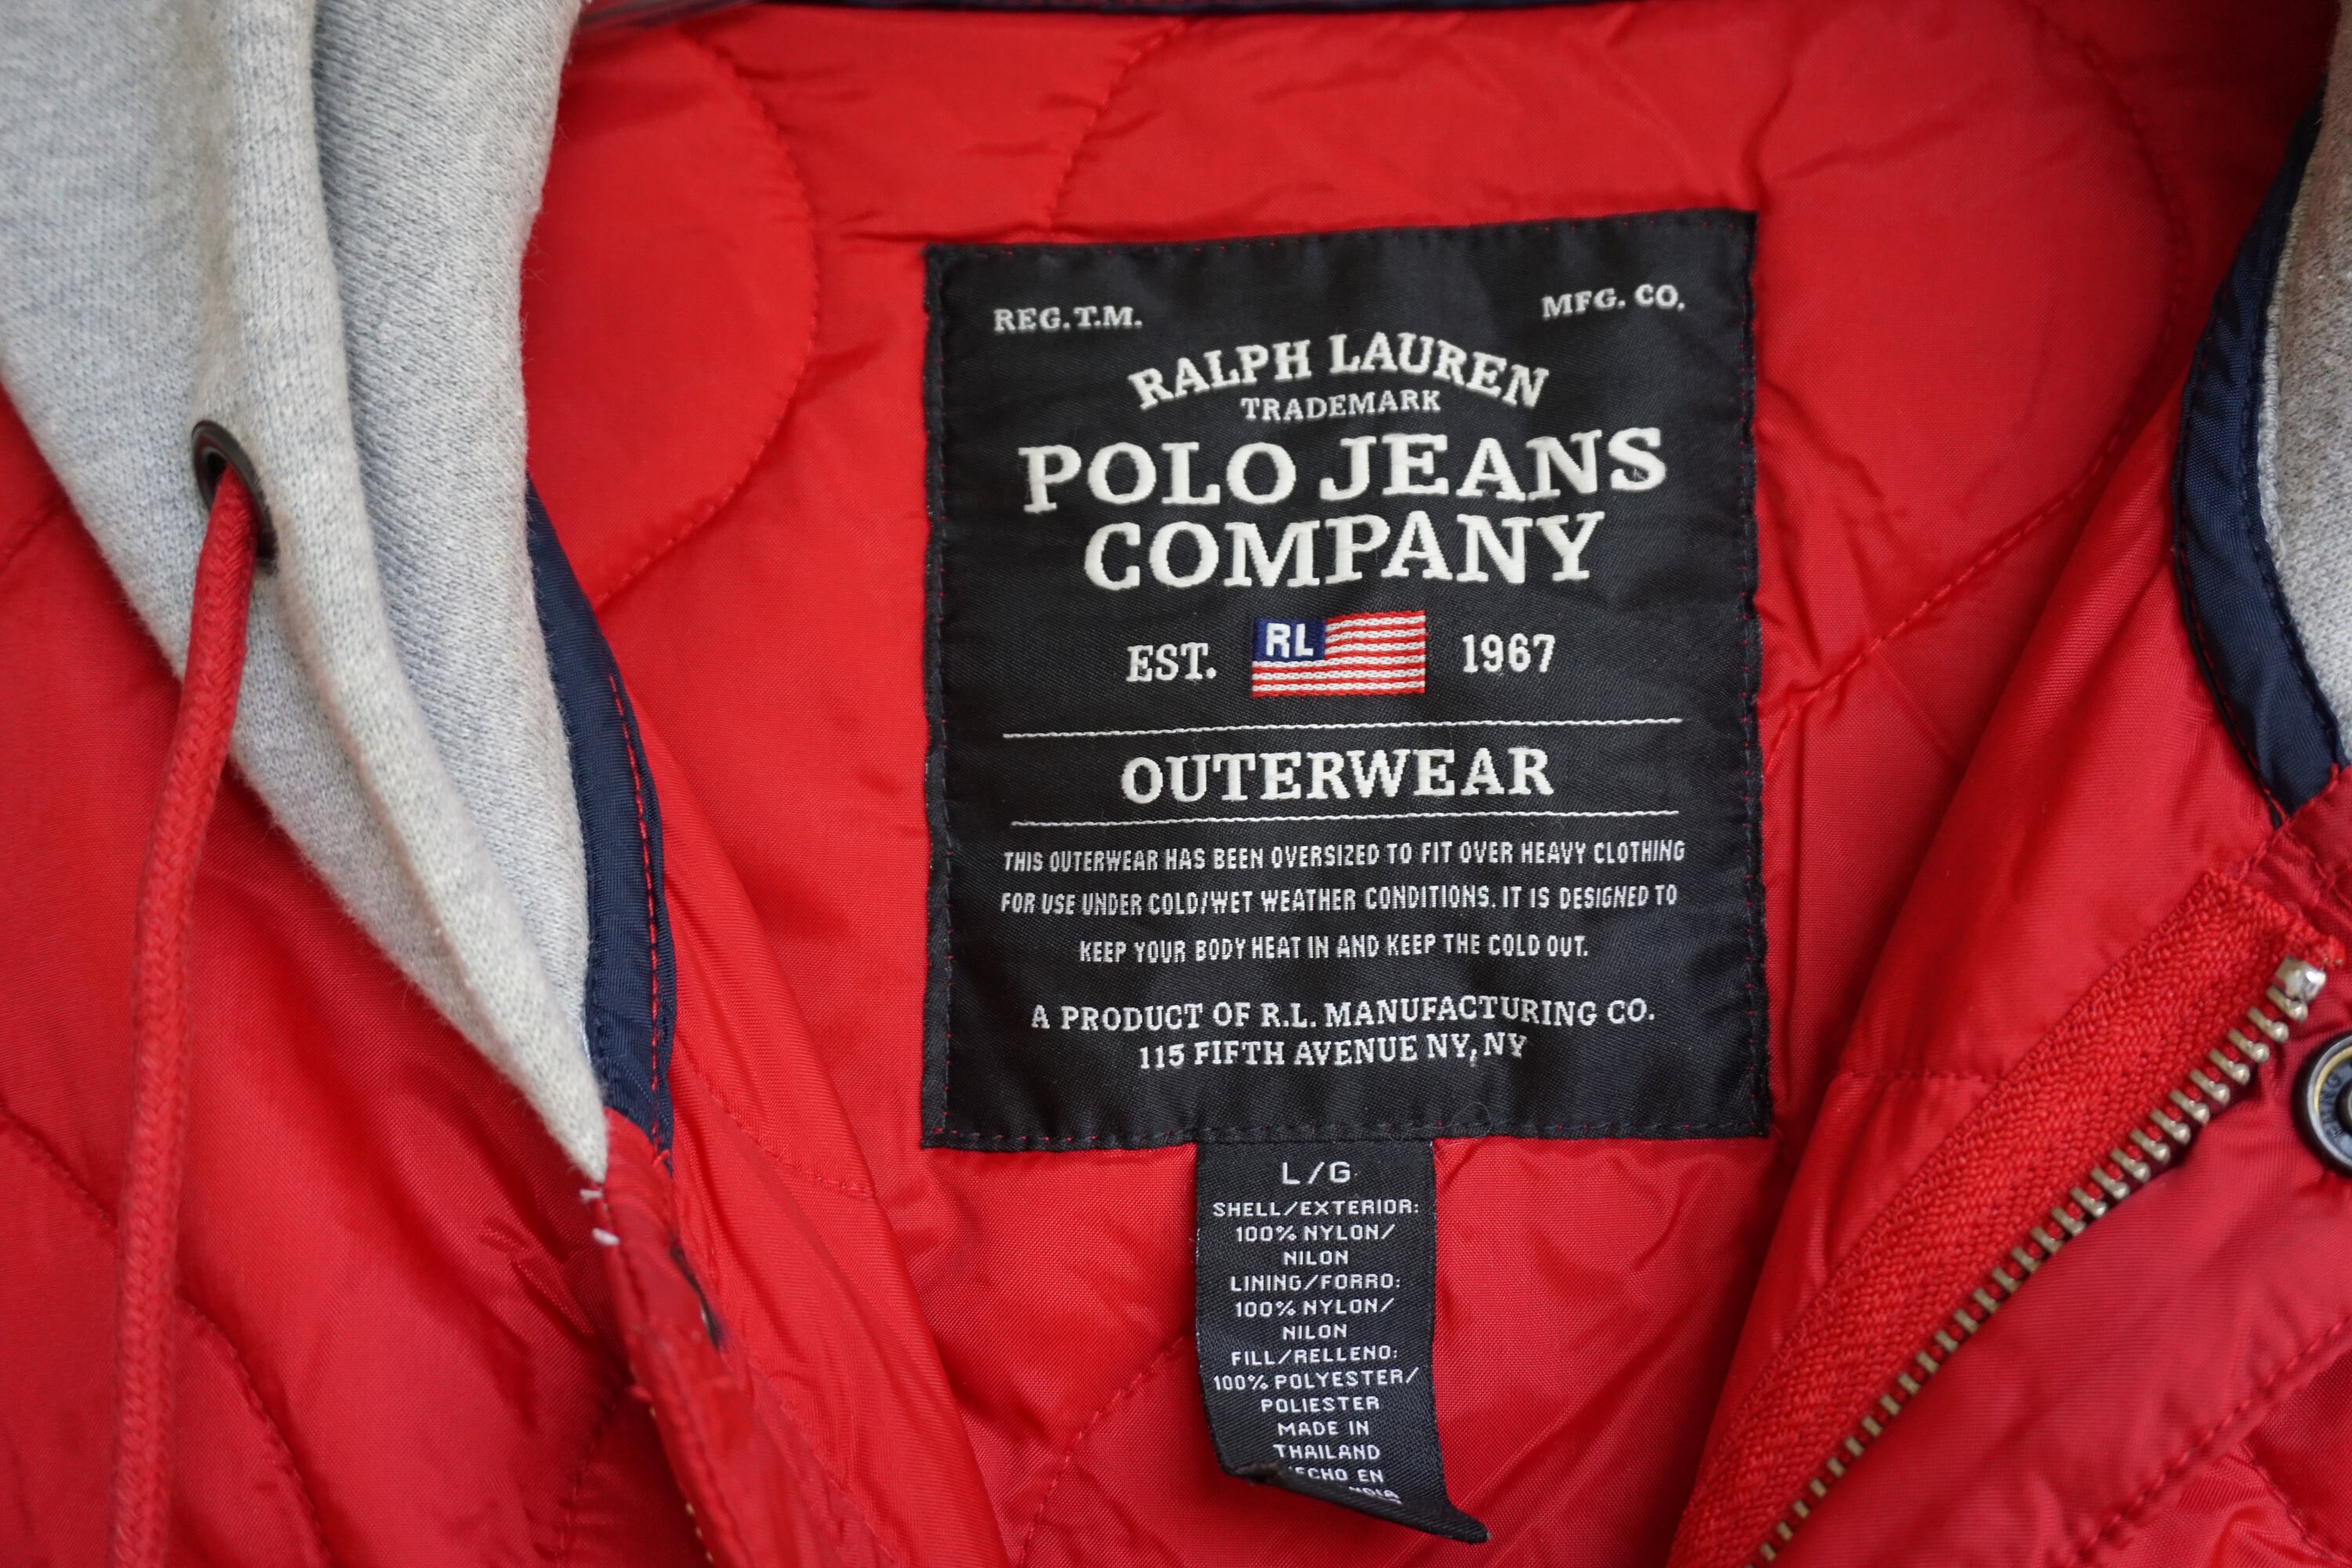 REG.T.M. MFG. CO.
RALPH LAUREN
TRADEMARK
POLO JEANS
COMPANY
EST. RL 1967
OUTERWEAR
THIS OUTERWEAR HAS BEEN OVERSIZED TO FIT OVER HEAVY CLOTHING
FOR USE UNDER COLD/WET WEATHER CONDITIONS. IT IS DESIGNED TO
KEEP YOUR BODY HEAT IN AND KEEP THE COLD OUT.
A PRODUCT OF R.L. MANUFACTURING CO.
115 FIFTH AVENUE NY, NY
L/G
SHELL/EXTERIOR:
100% NYLON/
NILON
LINING/FORRO:
100% NYLON/
NILON
FILL/RELLENO:
100% POLYESTER/
POLIESTER
MADE IN
THAILAND
EN